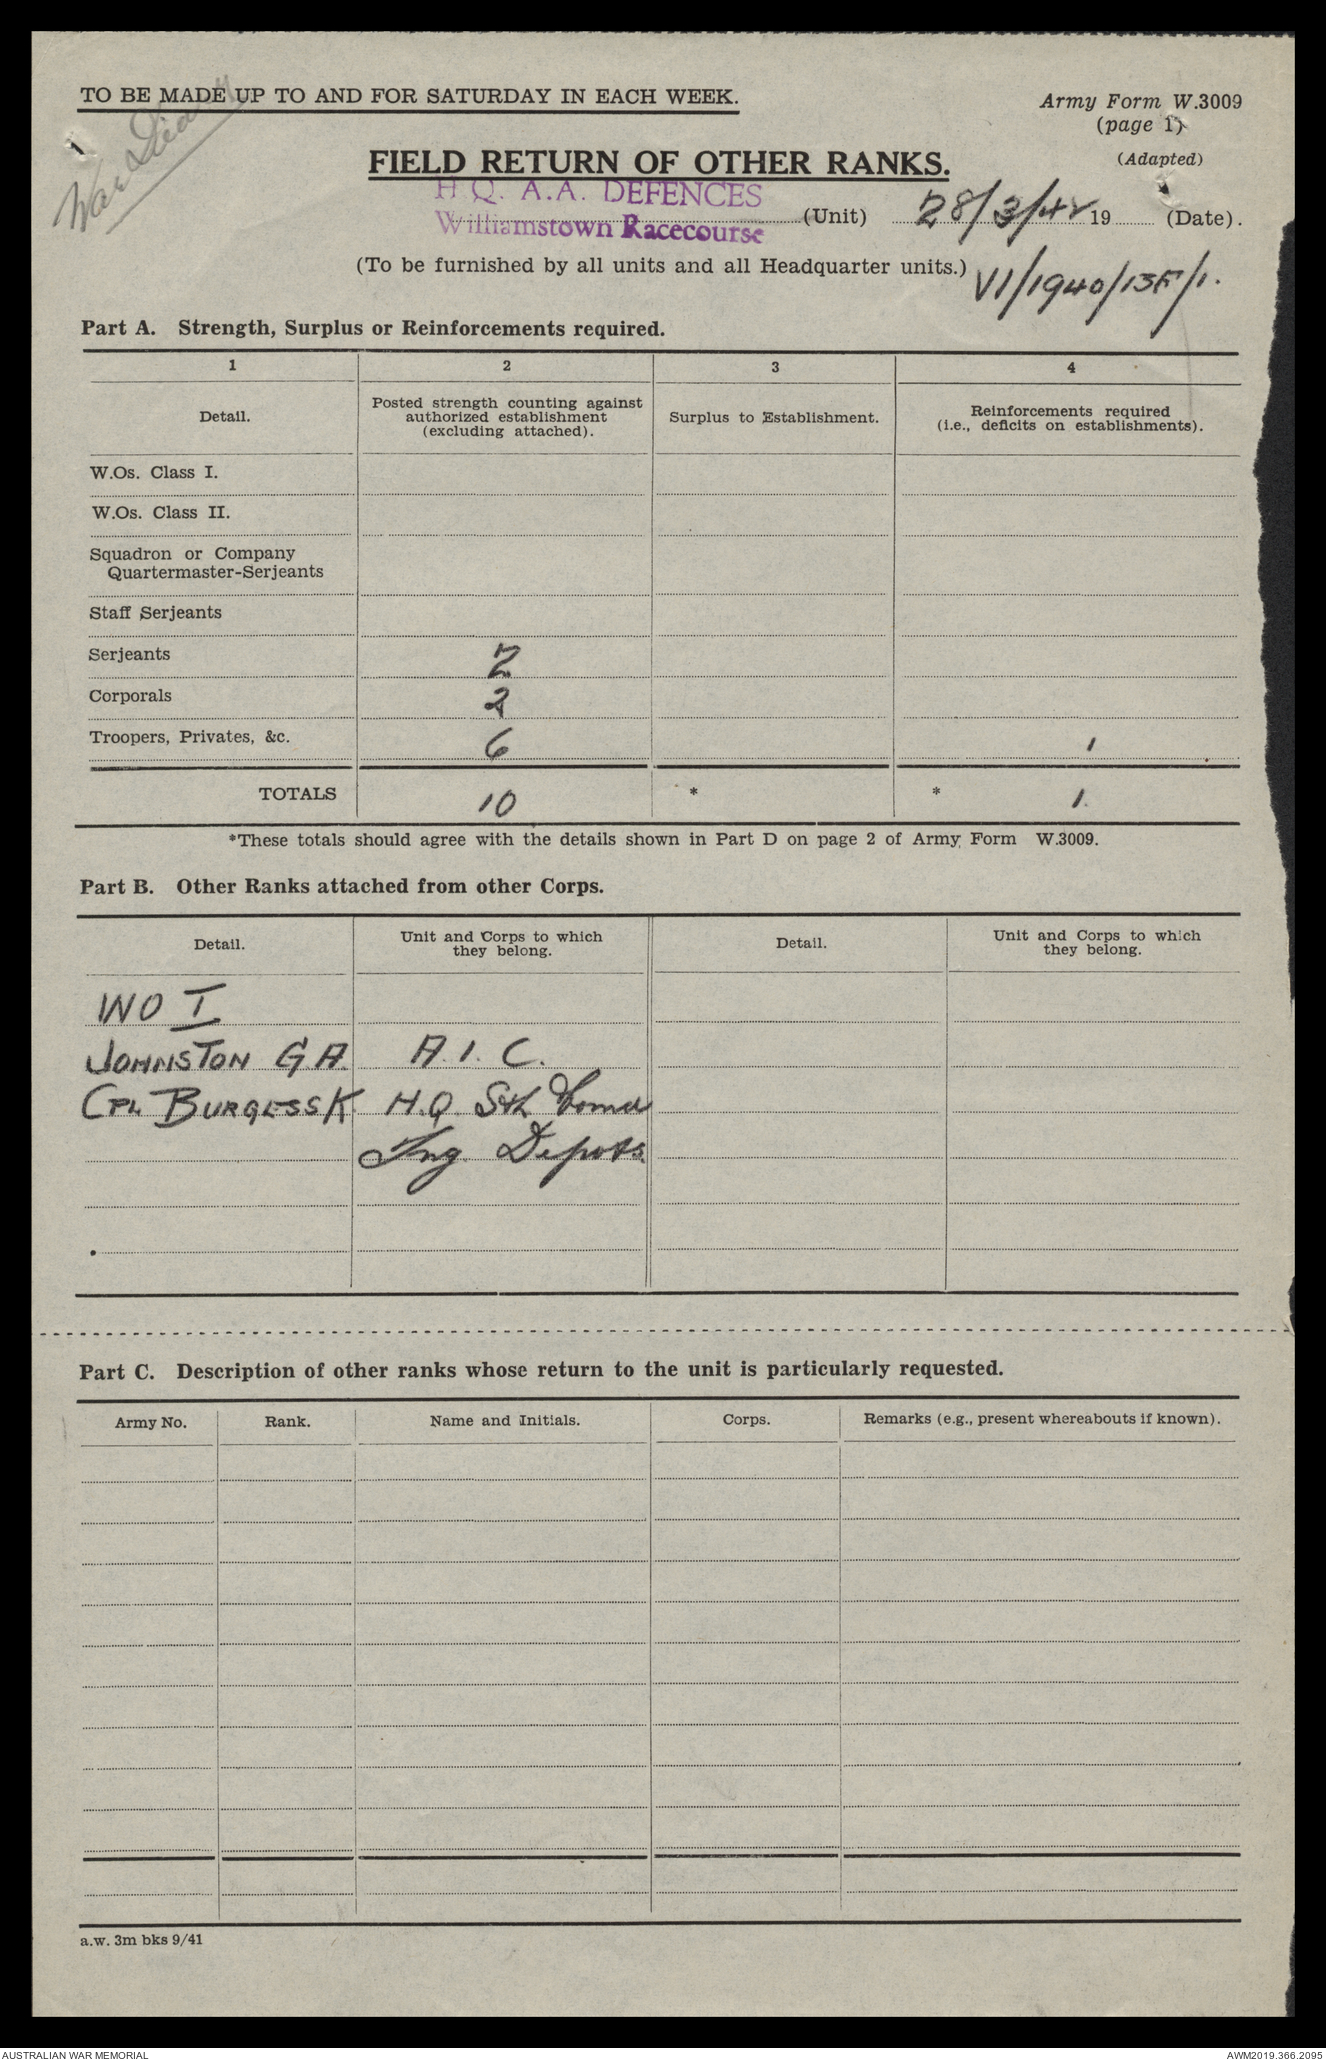 TO BE MADE UP TO AND FOR SATURDAY IN EACH WEEK.
Army Form W.3009
(page 1)
(Adapted)
War Diary
FIELD RETURN OF OTHER RANKS.
H.Q. A.A. DEFENCES
Williamstown Racecourse (Unit) 28/3/42 19 (Date).
(To be furnished by all units and all Headquarter units.)
V1/1940/13F/1.
Part A. Strength, Surplus or Reinforcements required.
1 2 3 4
Detail. Posted strength counting against authorized establishment (excluding attached). Surplus to Establishment. Reinforcements required (i.e., deficits on establishments).
W.Os. Class I.
W.Os. Class II.
Squadron or Company
Quartermaster-Serjeants
Staff Serjeants
Serjeants 2
Corporals 2
Troopers, Privates, &c. 6 1
TOTALS 10 * * 1.
*These totals should agree with the details shown in Part D on page 2 of Army Form W.3009.
Part B. Other Ranks attached from other Corps.
Detail. Unit and Corps to which they belong. Detail. Unit and Corps to which they belong.
WO I
JOHNSTON G A. A.I.C.
CPL BURGESS K. H.Q. Sth Comd
Trng. Depots.
Part C. Description of other ranks whose return to the unit is particularly requested.
Army No. Rank. Name and Initials. Corps. Remarks (e.g., present whereabouts if known).
a.w. 3m bks 9/41
AUSTRALIAN WAR MEMORIAL
AWM2019.366.2095